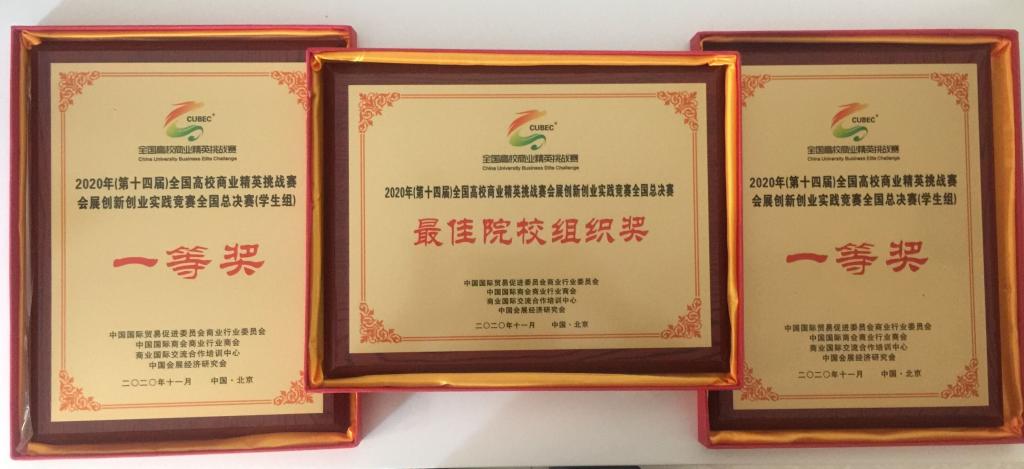 CUBEC
全国高校商业精英挑战赛
China University Business Elite Challenge
2020年(第十四届)全国高校商业精英挑战赛
会展创新创业实践竞赛全国总决赛(学生组)
一等奖
中国国际贸易促进委员会商业行业委员会
中国国际商会商业行业商会
商业国际交流合作培训中心
中国会展经济研究会
二〇二〇年十一月 中国·北京
CUBEC
全国高校商业精英挑战赛
China University Business Elite Challenge
2020年(第十四届)全国高校商业精英挑战赛会展创新创业实践竞赛全国总决赛
最佳院校组织奖
中国国际贸易促进委员会商业行业委员会
中国国际商会商业行业商会
商业国际交流合作培训中心
中国会展经济研究会
二〇二〇年十一月 中国·北京
CUBEC
全国高校商业精英挑战赛
China University Business Elite Challenge
2020年(第十四届)全国高校商业精英挑战赛
会展创新创业实践竞赛全国总决赛(学生组)
一等奖
中国国际贸易促进委员会商业行业委员会
中国国际商会商业行业商会
商业国际交流合作培训中心
中国会展经济研究会
二〇二〇年十一月 中国·北京